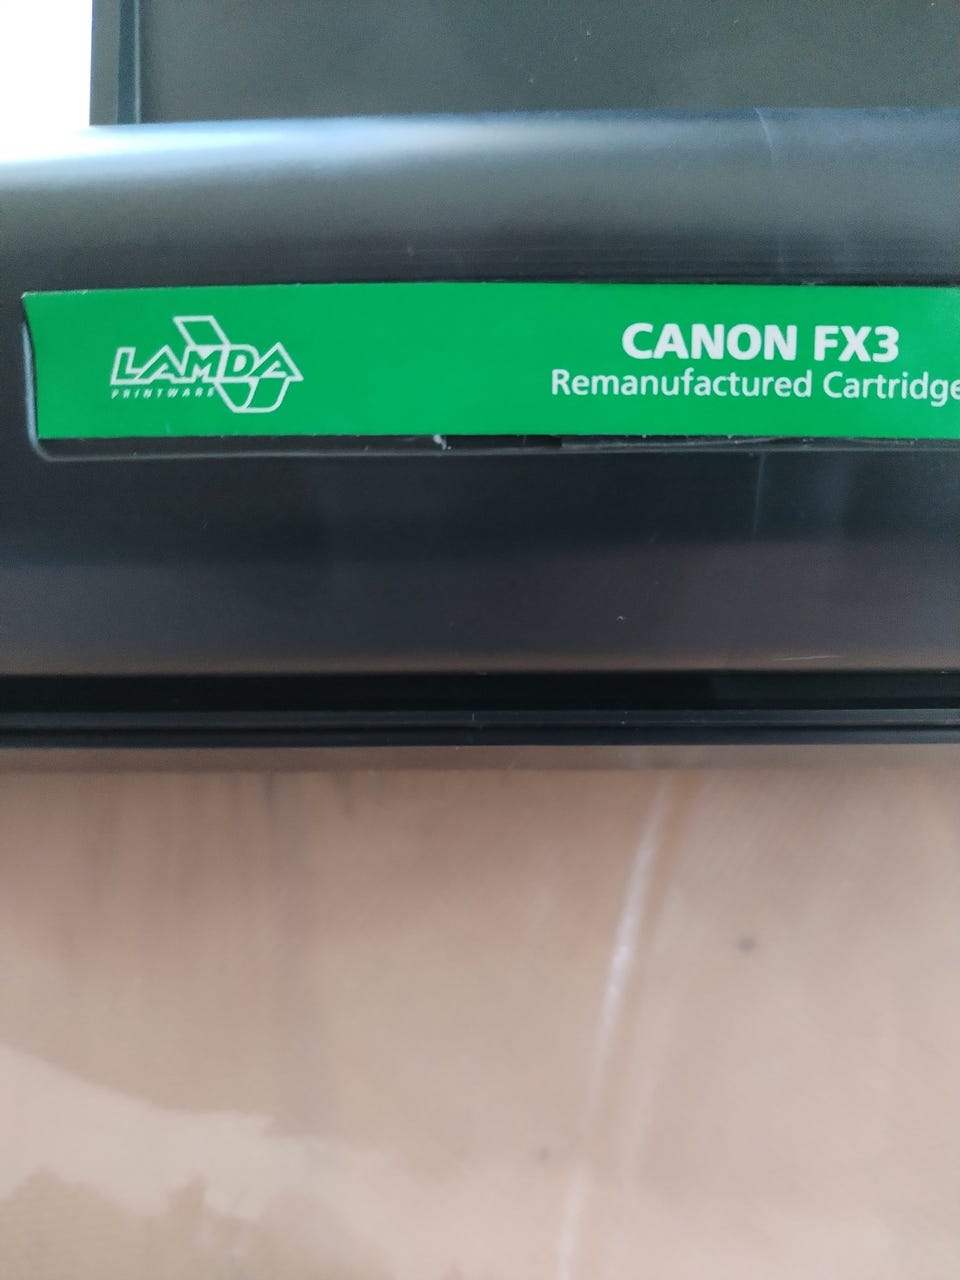 LAMDA
PRINTWARE
CANON FX3
Remanufactured Cartridge